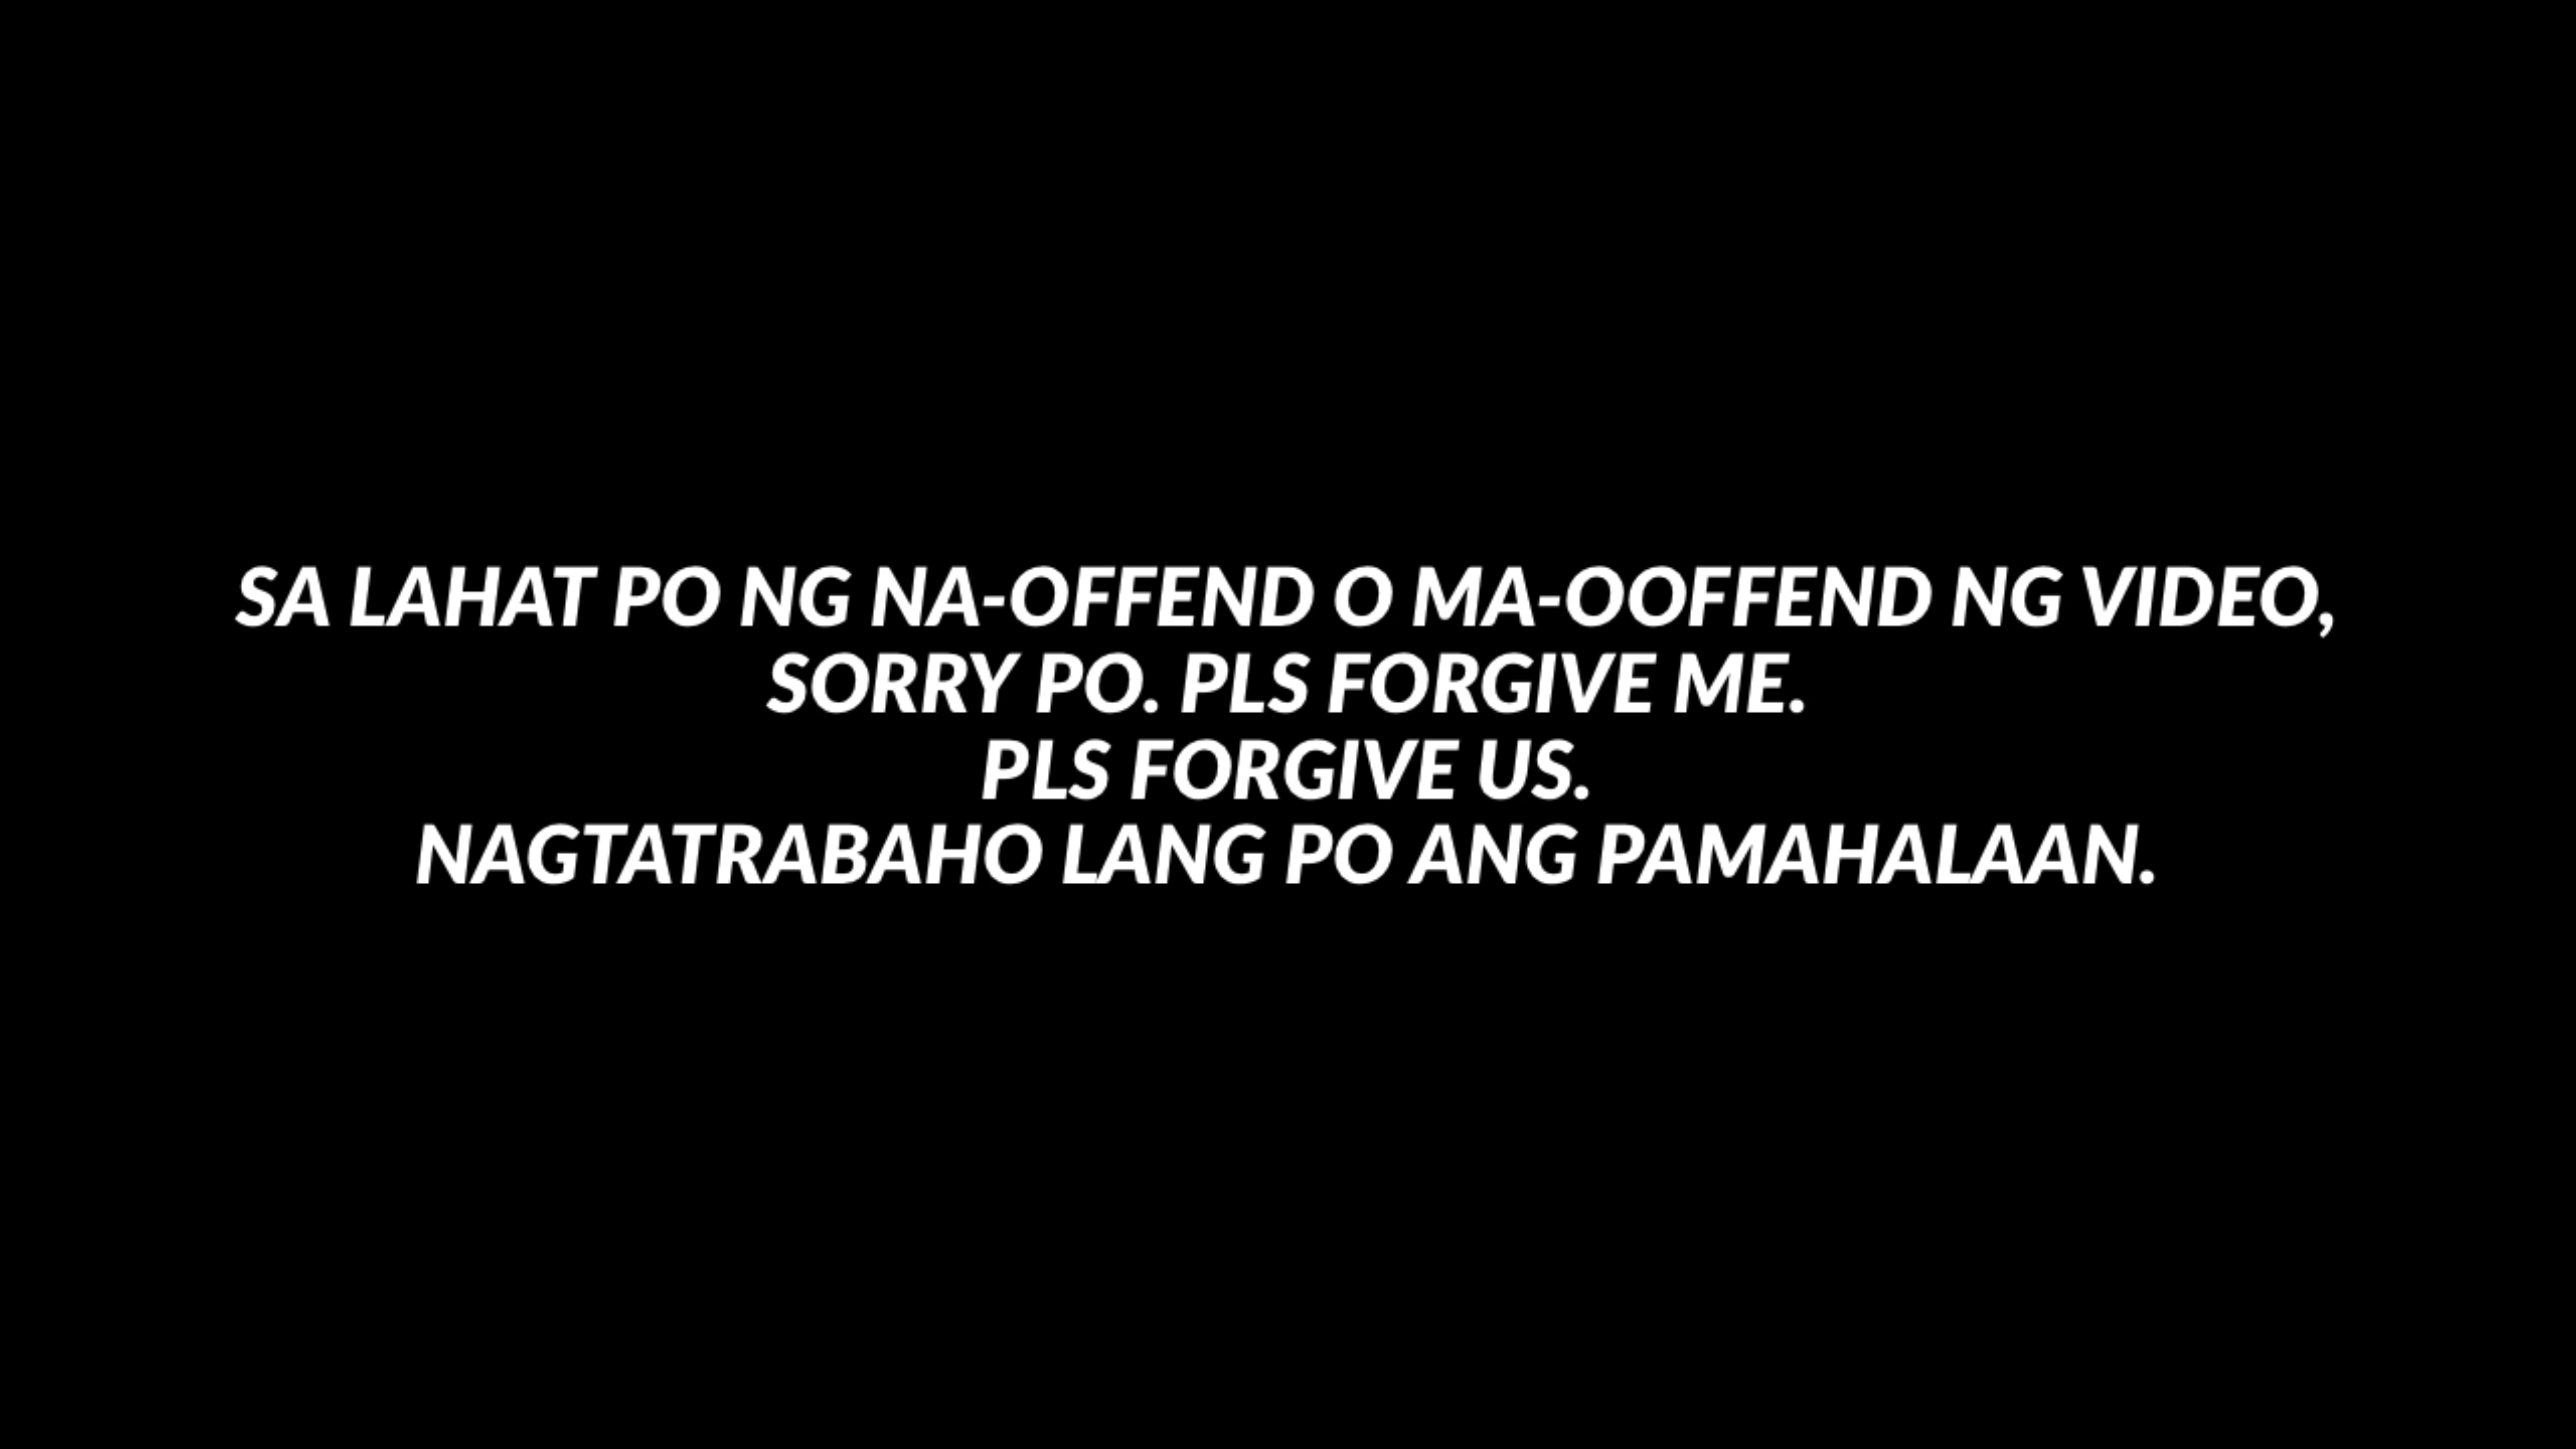 SA LAHAT PO NG NA-OFFEND O MA-OOFFEND NG VIDEO,
SORRY PO. PLS FORGIVE ME.
PLS FORGIVE US.
NAGTATRABAHO LANG PO ANG PAMAHALAAN.